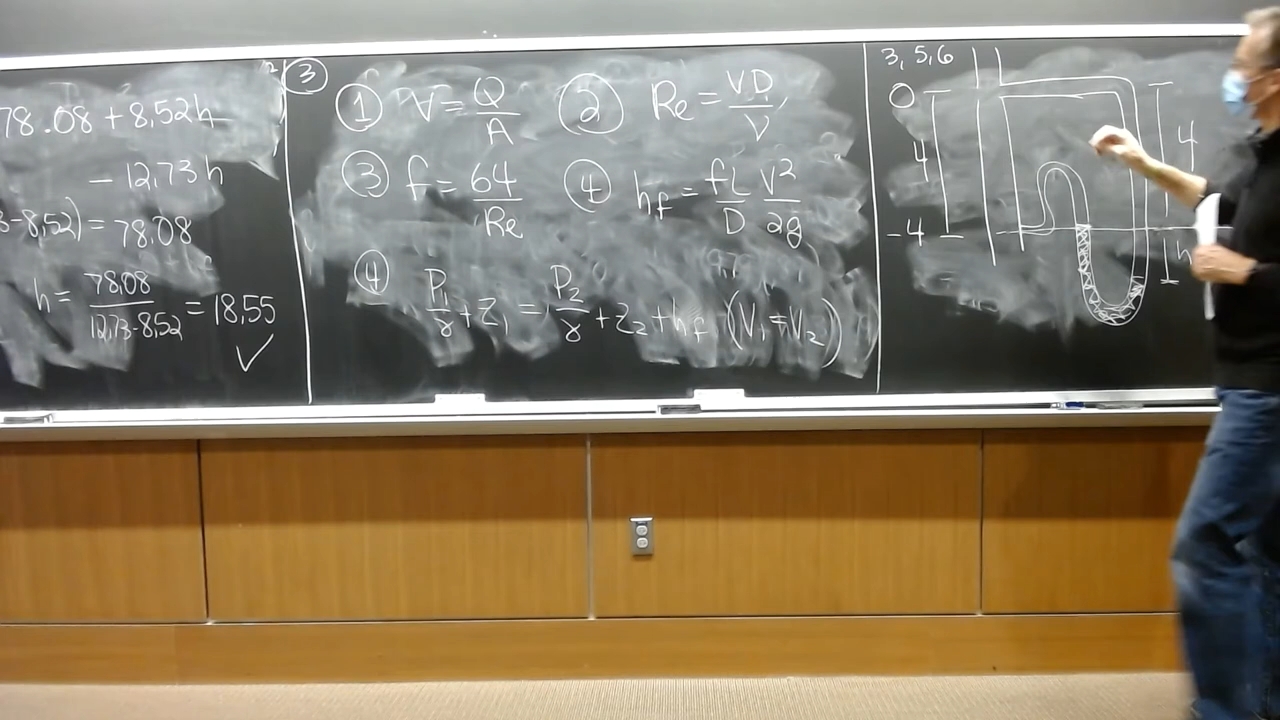 78.08 + 8,52h
- 12,73h
3-8,52) = 78.08
h = 78,08 / 12,73-8,52 = 18,55 ✓
③
① V = Q/A ② Re = VD/ν
③ f = 64/Re ④ h_f = fL/D V²/2g
④ P₁/γ + Z₁ = P₂/γ + Z₂ + h_f (V₁ = V₂)
3, 5, 6
0
4
4
-4
h